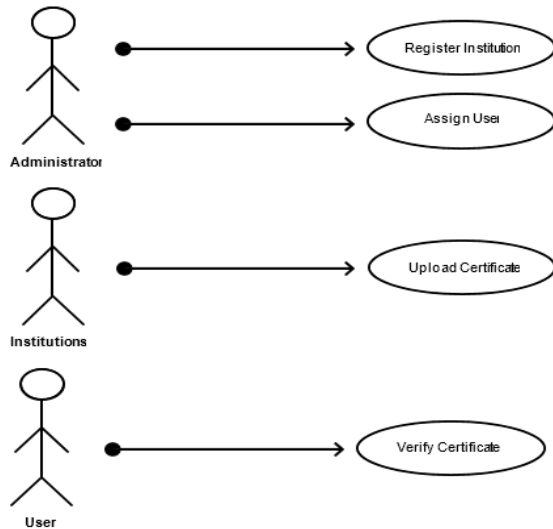 Register Institution
Assign User
Administrator
Upload Certificate
Institutions
Verify Certificate
User